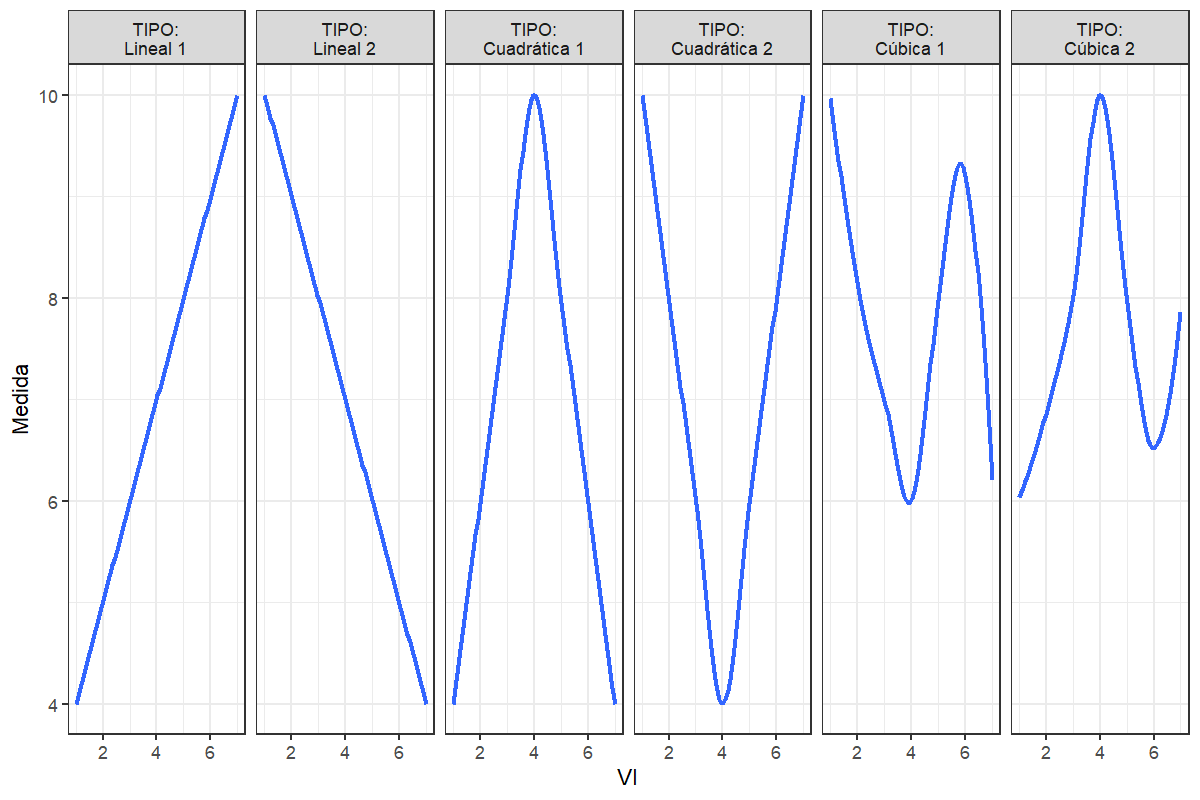 TIPO:
Lineal 1
TIPO:
Lineal 2
TIPO:
Cuadrática 1
TIPO:
Cuadrática 2
TIPO:
Cúbica 1
TIPO:
Cúbica 2
10
8
6
4
Medida
2 4 6
2 4 6
2 4 6
2 4 6
2 4 6
2 4 6
VI